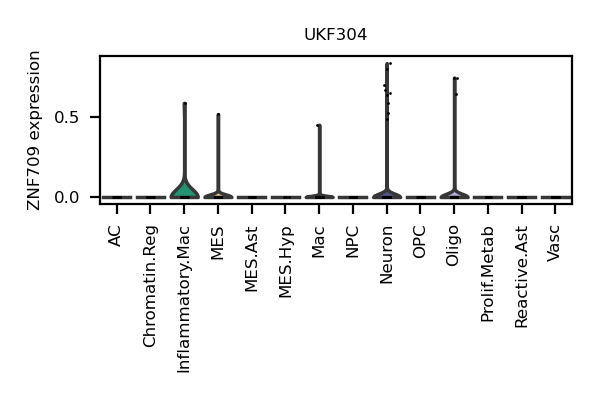 UKF304
ZNF709 expression
0.5
0.0
AC
Chromatin.Reg
Inflammatory.Mac
MES
MES.Ast
MES.Hyp
Mac
NPC
Neuron
OPC
Oligo
Prolif.Metab
Reactive.Ast
Vasc